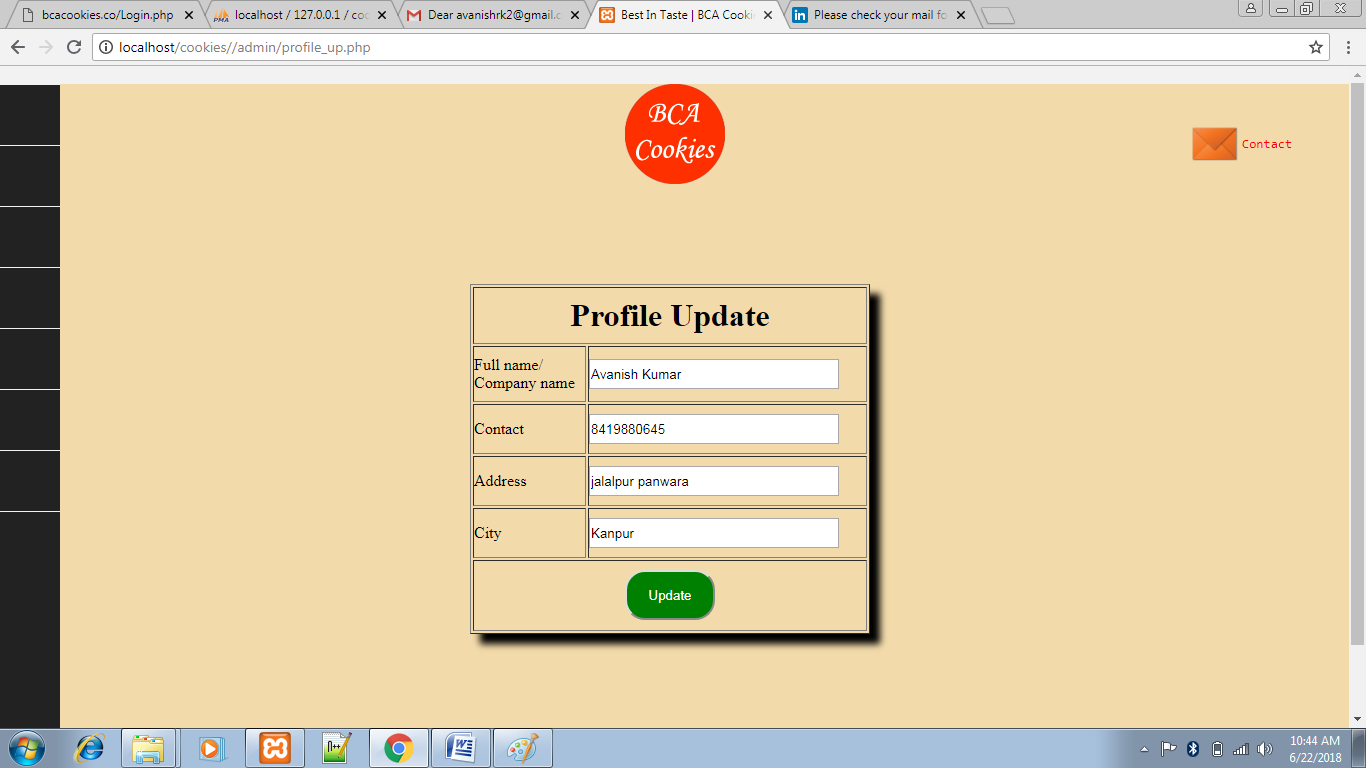 bcacookies.co/Login.php
localhost / 127.0.0.1 / coo
Dear avanishrk2@gmail.c
Best In Taste | BCA Cooki
Please check your mail fo
localhost/cookies//admin/profile_up.php
BCA
Cookies
Contact
Profile Update
Full name/
Company name
Avanish Kumar
Contact
8419880645
Address
jalalpur panwara
City
Kanpur
Update
10:44 AM
6/22/2018